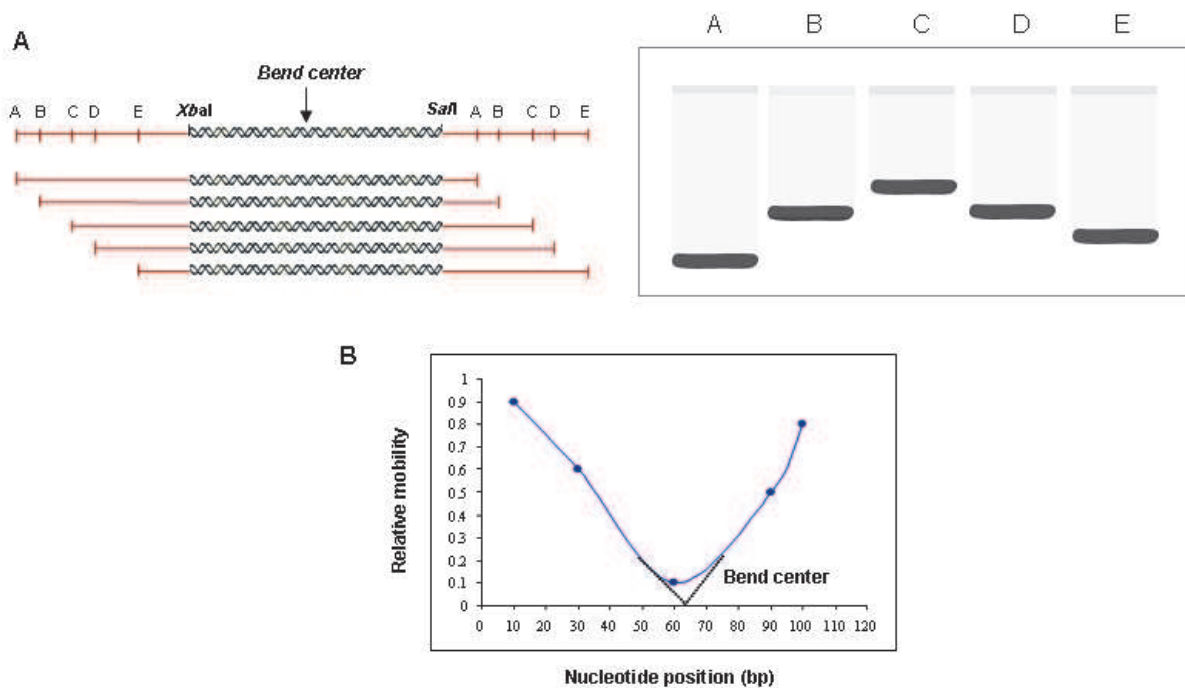 A
Bend center
A B C D E XbaI SalI A B C D E
A B C D E
B
Relative mobility
1
0.9
0.8
0.7
0.6
0.5
0.4
0.3
0.2
0.1
0
Bend center
0 10 20 30 40 50 60 70 80 90 100 110 120
Nucleotide position (bp)